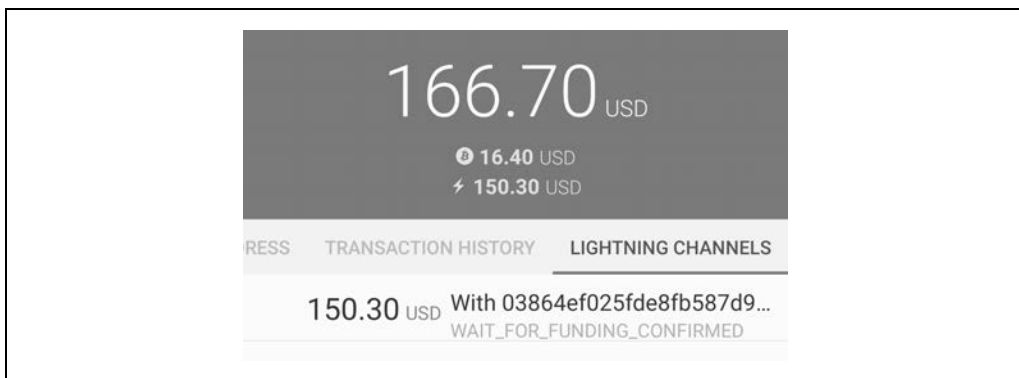 166.70 USD
16.40 USD
150.30 USD
RESS TRANSACTION HISTORY LIGHTNING CHANNELS
150.30 USD With 03864ef025fde8fb587d9...
WAIT_FOR_FUNDING_CONFIRMED